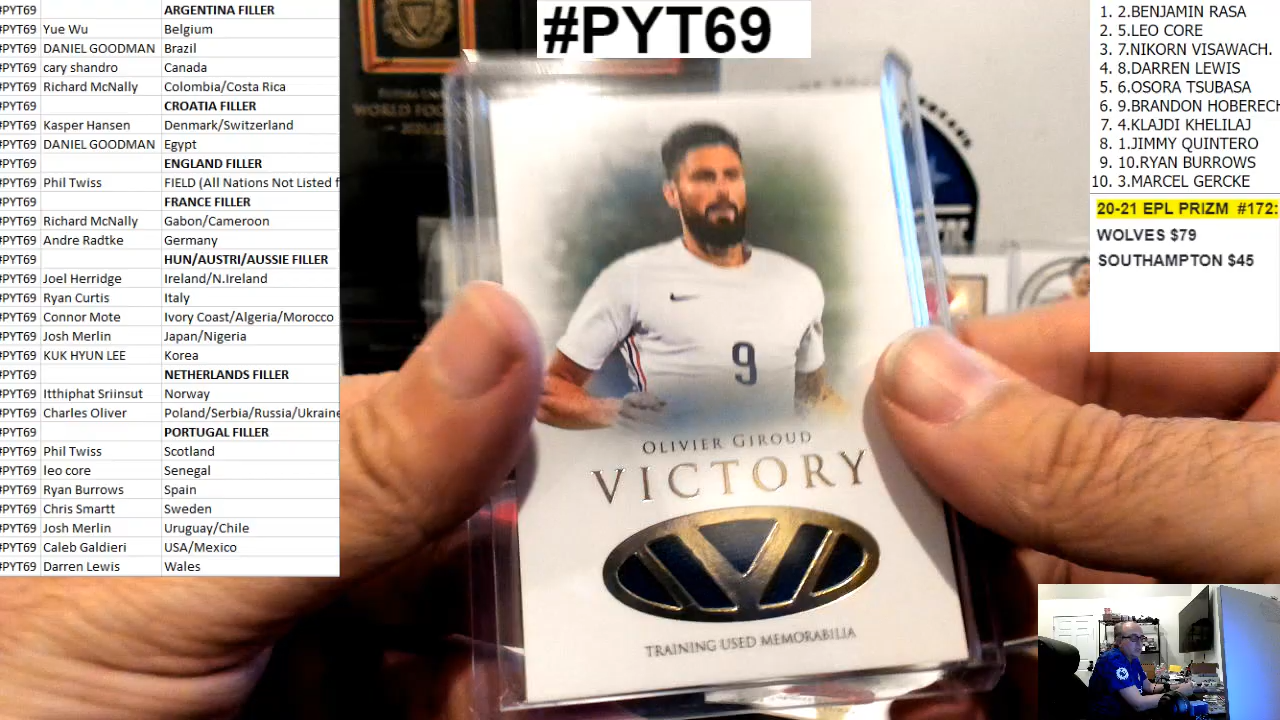 #PYT69 ARGENTINA FILLER
#PYT69 Yue Wu Belgium
#PYT69 DANIEL GOODMAN Brazil
#PYT69 cary shandro Canada
#PYT69 Richard McNally Colombia/Costa Rica
#PYT69 CROATIA FILLER
#PYT69 Kasper Hansen Denmark/Switzerland
#PYT69 DANIEL GOODMAN Egypt
#PYT69 ENGLAND FILLER
#PYT69 Phil Twiss FIELD (All Nations Not Listed f
#PYT69 FRANCE FILLER
#PYT69 Richard McNally Gabon/Cameroon
#PYT69 Andre Radtke Germany
#PYT69 HUN/AUSTRI/AUSSIE FILLER
#PYT69 Joel Herridge Ireland/N.Ireland
#PYT69 Ryan Curtis Italy
#PYT69 Connor Mote Ivory Coast/Algeria/Morocco
#PYT69 Josh Merlin Japan/Nigeria
#PYT69 KUK HYUN LEE Korea
#PYT69 NETHERLANDS FILLER
#PYT69 Itthiphat Sriinsut Norway
#PYT69 Charles Oliver Poland/Serbia/Russia/Ukraine
#PYT69 PORTUGAL FILLER
#PYT69 Phil Twiss Scotland
#PYT69 leo core Senegal
#PYT69 Ryan Burrows Spain
#PYT69 Chris Smartt Sweden
#PYT69 Josh Merlin Uruguay/Chile
#PYT69 Caleb Galdieri USA/Mexico
#PYT69 Darren Lewis Wales
#PYT69
WORLD
9
OLIVIER GIROUD
VICTORY
TRAINING USED MEMORABILIA
1. 2.BENJAMIN RASA
2. 5.LEO CORE
3. 7.NIKORN VISAWACH.
4. 8.DARREN LEWIS
5. 6.OSORA TSUBASA
6. 9.BRANDON HOBERECH
7. 4.KLAJDI KHELILAJ
8. 1.JIMMY QUINTERO
9. 10.RYAN BURROWS
10. 3.MARCEL GERCKE
20-21 EPL PRIZM #172:
WOLVES $79
SOUTHAMPTON $45